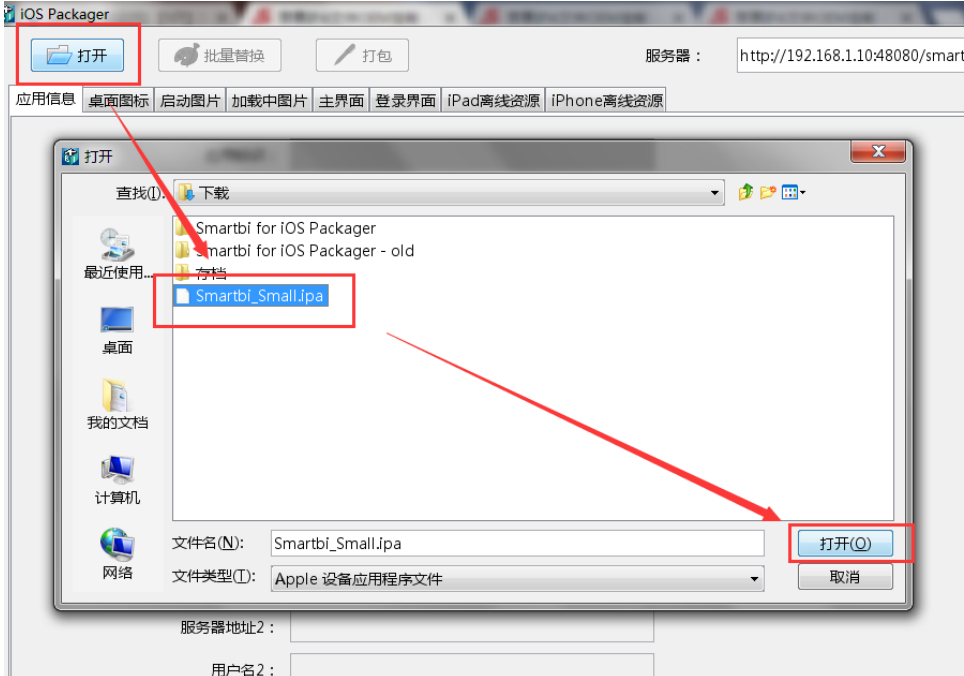 iOS Packager
打开 批量替换 打包 服务器： http://192.168.1.10:48080/smart
应用信息 桌面图标 启动图片 加载中图片 主界面 登录界面 iPad离线资源 iPhone离线资源
打开
查找(I): 下载
Smartbi for iOS Packager
Smartbi for iOS Packager - old
存档
Smartbi_Small.ipa
最近使用...
桌面
我的文档
计算机
网络
文件名(N): Smartbi_Small.ipa 打开(O)
文件类型(T): Apple 设备应用程序文件 取消
服务器地址2：
用户名2：